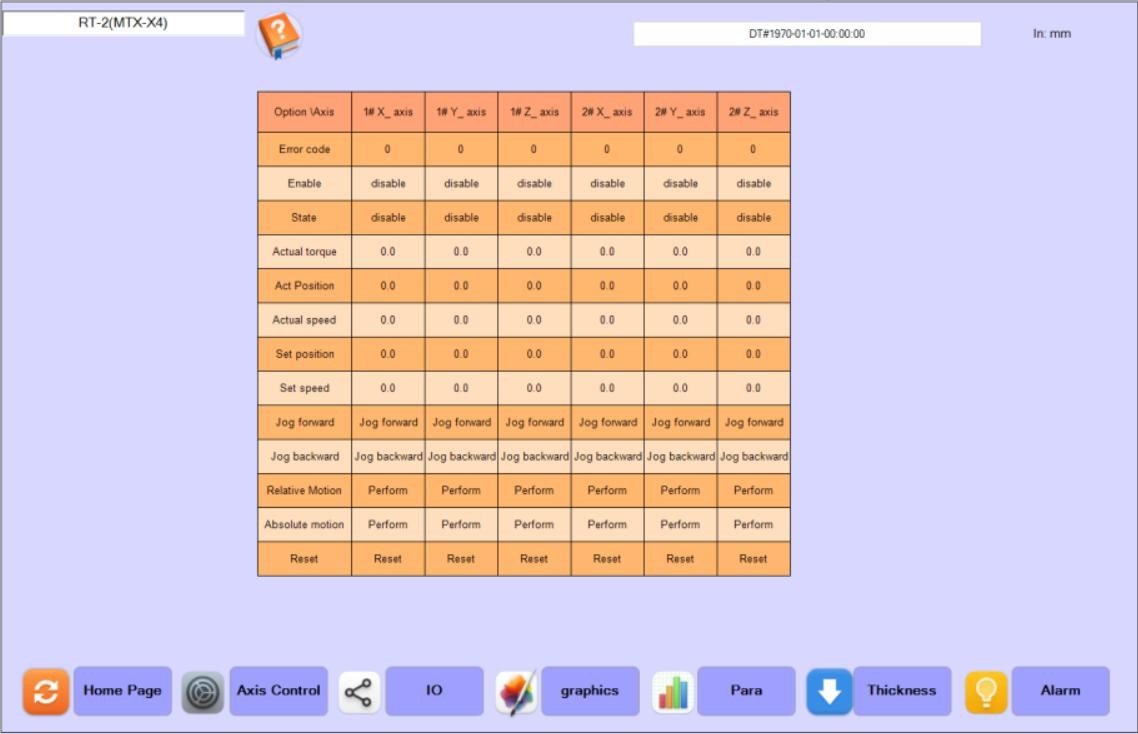 RT-2(MTX-X4) DT#1970-01-01-00:00:00 In: mm
Option \Axis 1# X_ axis 1# Y_ axis 1# Z_ axis 2# X_ axis 2# Y_ axis 2# Z_ axis
Error code 0 0 0 0 0 0
Enable disable disable disable disable disable disable
State disable disable disable disable disable disable
Actual torque 0.0 0.0 0.0 0.0 0.0 0.0
Act Position 0.0 0.0 0.0 0.0 0.0 0.0
Actual speed 0.0 0.0 0.0 0.0 0.0 0.0
Set position 0.0 0.0 0.0 0.0 0.0 0.0
Set speed 0.0 0.0 0.0 0.0 0.0 0.0
Jog forward Jog forward Jog forward Jog forward Jog forward Jog forward Jog forward
Jog backward Jog backward Jog backward Jog backward Jog backward Jog backward Jog backward
Relative Motion Perform Perform Perform Perform Perform Perform
Absolute motion Perform Perform Perform Perform Perform Perform
Reset Reset Reset Reset Reset Reset Reset
Home Page Axis Control IO graphics Para Thickness Alarm